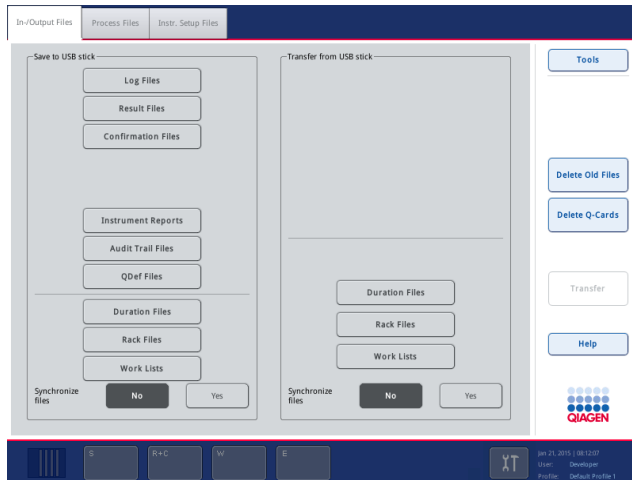 In-/Output Files
Process Files
Instr. Setup Files
Save to USB stick
Log Files
Result Files
Confirmation Files
Instrument Reports
Audit Trail Files
QDef Files
Duration Files
Rack Files
Work Lists
Synchronize
files
No
Yes
Transfer from USB stick
Duration Files
Rack Files
Work Lists
Synchronize
files
No
Yes
Tools
Delete Old Files
Delete Q-Cards
Transfer
Help
QIAGEN
S
R+C
W
E
Jan 21, 2015 | 08:12:07
User: Developer
Profile: Default Profile 1